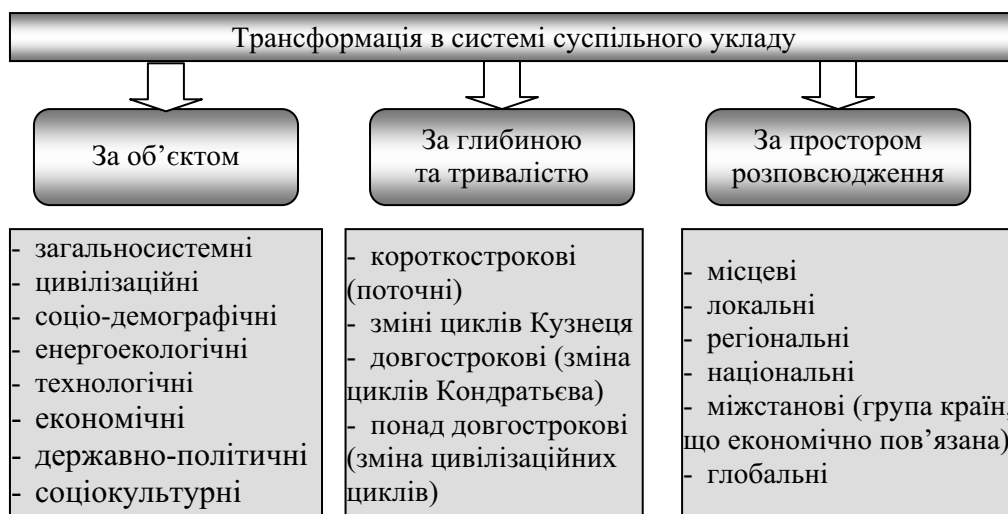 Трансформація в системі суспільного укладу
За об’єктом
За глибиною
та тривалістю
За простором
розповсюдження
- загальносистемні
- цивілізаційні
- соціо-демографічні
- енергоекологічні
- технологічні
- економічні
- державно-політичні
- соціокультурні
- короткострокові
(поточні)
- зміні циклів Кузнеця
- довгострокові (зміна
циклів Кондратьєва)
- понад довгострокові
(зміна цивілізаційних
циклів)
- місцеві
- локальні
- регіональні
- національні
- міжстанові (група країн,
що економічно пов’язана)
- глобальні